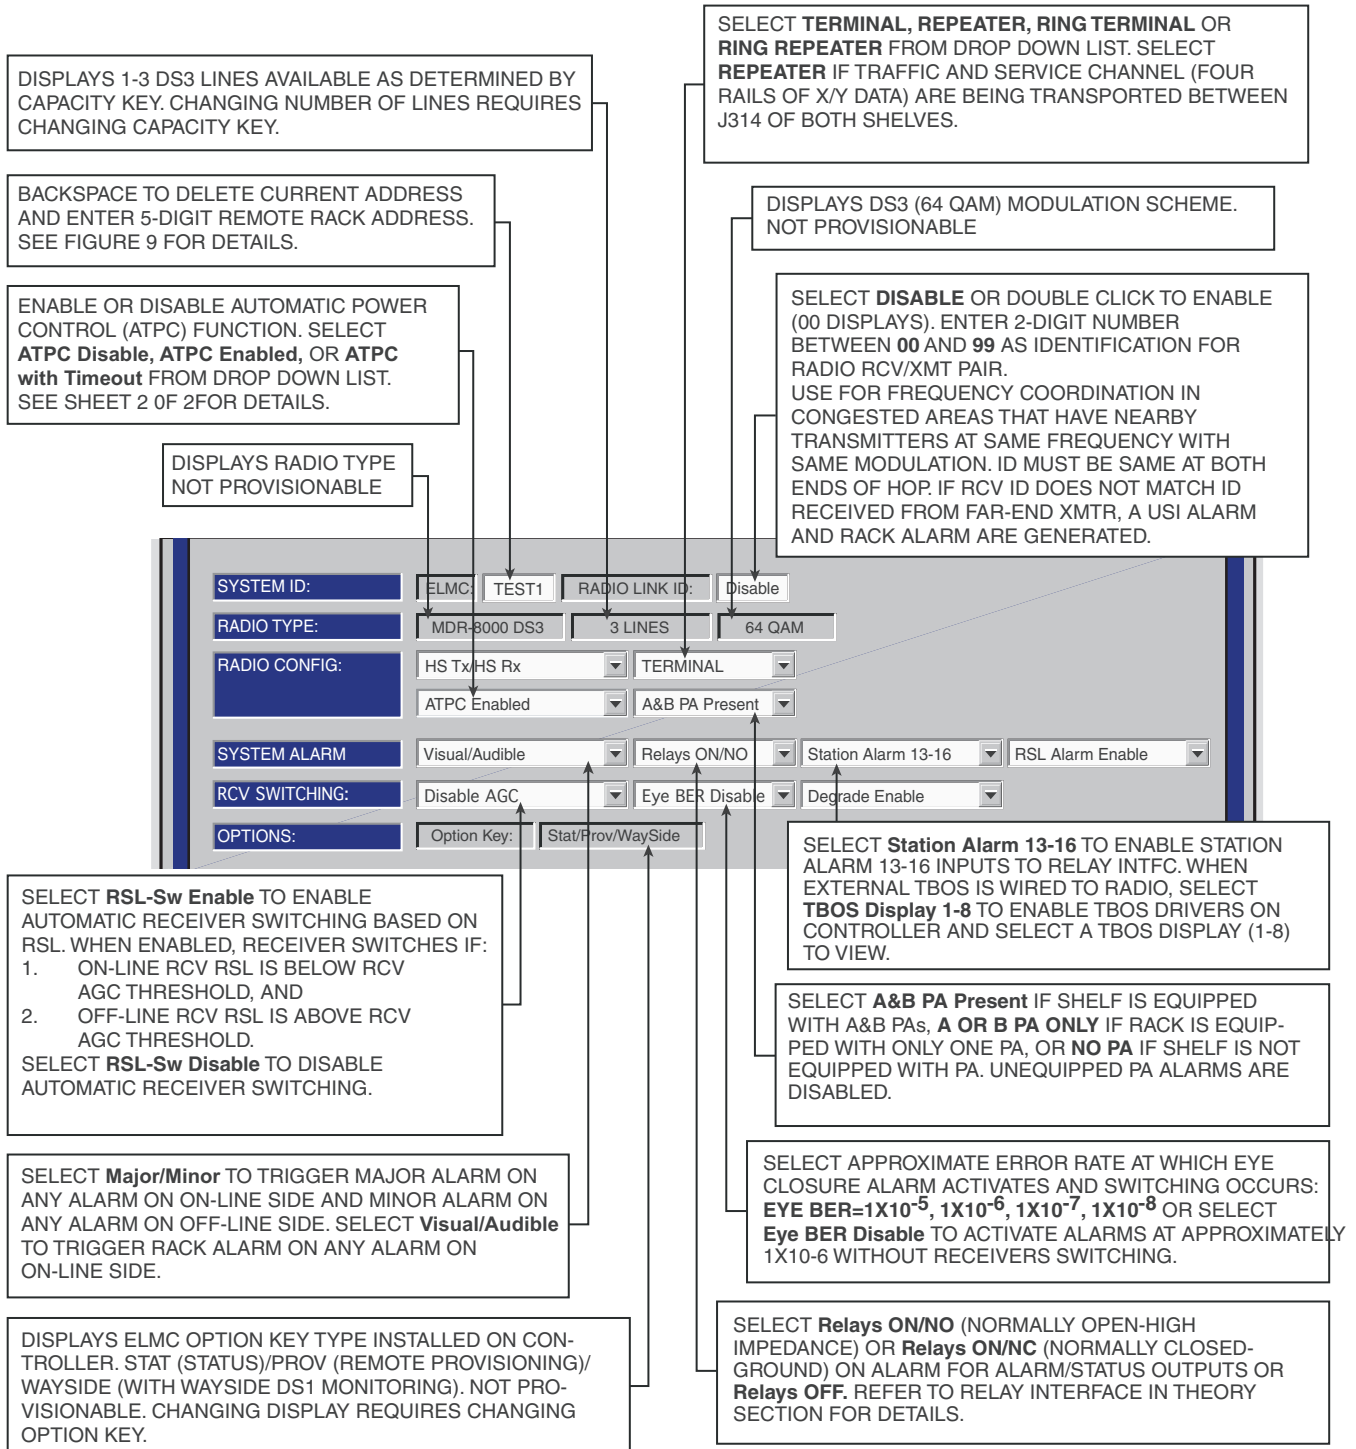 SELECT TERMINAL, REPEATER, RING TERMINAL OR
RING REPEATER FROM DROP DOWN LIST. SELECT
REPEATER IF TRAFFIC AND SERVICE CHANNEL (FOUR
RAILS OF X/Y DATA) ARE BEING TRANSPORTED BETWEEN
J314 OF BOTH SHELVES.
DISPLAYS 1-3 DS3 LINES AVAILABLE AS DETERMINED BY
CAPACITY KEY. CHANGING NUMBER OF LINES REQUIRES
CHANGING CAPACITY KEY.
BACKSPACE TO DELETE CURRENT ADDRESS
AND ENTER 5-DIGIT REMOTE RACK ADDRESS.
SEE FIGURE 9 FOR DETAILS.
DISPLAYS DS3 (64 QAM) MODULATION SCHEME.
NOT PROVISIONABLE
ENABLE OR DISABLE AUTOMATIC POWER
CONTROL (ATPC) FUNCTION. SELECT
ATPC Disable, ATPC Enabled, OR ATPC
with Timeout FROM DROP DOWN LIST.
SEE SHEET 2 0F 2FOR DETAILS.
SELECT DISABLE OR DOUBLE CLICK TO ENABLE
(00 DISPLAYS). ENTER 2-DIGIT NUMBER
BETWEEN 00 AND 99 AS IDENTIFICATION FOR
RADIO RCV/XMT PAIR.
USE FOR FREQUENCY COORDINATION IN
CONGESTED AREAS THAT HAVE NEARBY
TRANSMITTERS AT SAME FREQUENCY WITH
SAME MODULATION. ID MUST BE SAME AT BOTH
ENDS OF HOP. IF RCV ID DOES NOT MATCH ID
RECEIVED FROM FAR-END XMTR, A USI ALARM
AND RACK ALARM ARE GENERATED.
DISPLAYS RADIO TYPE
NOT PROVISIONABLE
SYSTEM ID: ELMC: TEST1 RADIO LINK ID: Disable
RADIO TYPE: MDR-8000 DS3 3 LINES 64 QAM
RADIO CONFIG: HS Tx/HS Rx TERMINAL
ATPC Enabled A&B PA Present
SYSTEM ALARM Visual/Audible Relays ON/NO Station Alarm 13-16 RSL Alarm Enable
RCV SWITCHING: Disable AGC Eye BER Disable Degrade Enable
OPTIONS: Option Key: Stat/Prov/WaySide
SELECT Station Alarm 13-16 TO ENABLE STATION
ALARM 13-16 INPUTS TO RELAY INTFC. WHEN
EXTERNAL TBOS IS WIRED TO RADIO, SELECT
TBOS Display 1-8 TO ENABLE TBOS DRIVERS ON
CONTROLLER AND SELECT A TBOS DISPLAY (1-8)
TO VIEW.
SELECT RSL-Sw Enable TO ENABLE
AUTOMATIC RECEIVER SWITCHING BASED ON
RSL. WHEN ENABLED, RECEIVER SWITCHES IF:
1. ON-LINE RCV RSL IS BELOW RCV
AGC THRESHOLD, AND
2. OFF-LINE RCV RSL IS ABOVE RCV
AGC THRESHOLD.
SELECT RSL-Sw Disable TO DISABLE
AUTOMATIC RECEIVER SWITCHING.
SELECT A&B PA Present IF SHELF IS EQUIPPED
WITH A&B PAs, A OR B PA ONLY IF RACK IS EQUIP-
PED WITH ONLY ONE PA, OR NO PA IF SHELF IS NOT
EQUIPPED WITH PA. UNEQUIPPED PA ALARMS ARE
DISABLED.
SELECT Major/Minor TO TRIGGER MAJOR ALARM ON
ANY ALARM ON ON-LINE SIDE AND MINOR ALARM ON
ANY ALARM ON OFF-LINE SIDE. SELECT Visual/Audible
TO TRIGGER RACK ALARM ON ANY ALARM ON
ON-LINE SIDE.
SELECT APPROXIMATE ERROR RATE AT WHICH EYE
CLOSURE ALARM ACTIVATES AND SWITCHING OCCURS:
EYE BER=1X10-5, 1X10-6, 1X10-7, 1X10-8 OR SELECT
Eye BER Disable TO ACTIVATE ALARMS AT APPROXIMATELY
1X10-6 WITHOUT RECEIVERS SWITCHING.
DISPLAYS ELMC OPTION KEY TYPE INSTALLED ON CON-
TROLLER. STAT (STATUS)/PROV (REMOTE PROVISIONING)/
WAYSIDE (WITH WAYSIDE DS1 MONITORING). NOT PRO-
VISIONABLE. CHANGING DISPLAY REQUIRES CHANGING
OPTION KEY.
SELECT Relays ON/NO (NORMALLY OPEN-HIGH
IMPEDANCE) OR Relays ON/NC (NORMALLY CLOSED-
GROUND) ON ALARM FOR ALARM/STATUS OUTPUTS OR
Relays OFF. REFER TO RELAY INTERFACE IN THEORY
SECTION FOR DETAILS.